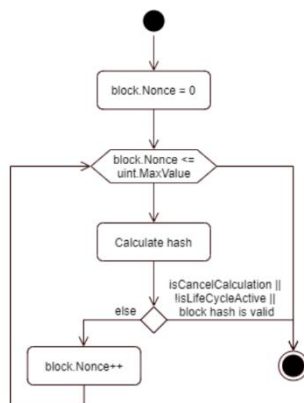 block.Nonce = 0
block.Nonce <=
uint.MaxValue
Calculate hash
isCancelCalculation ||
!isLifeCycleActive ||
block hash is valid
else
block.Nonce++